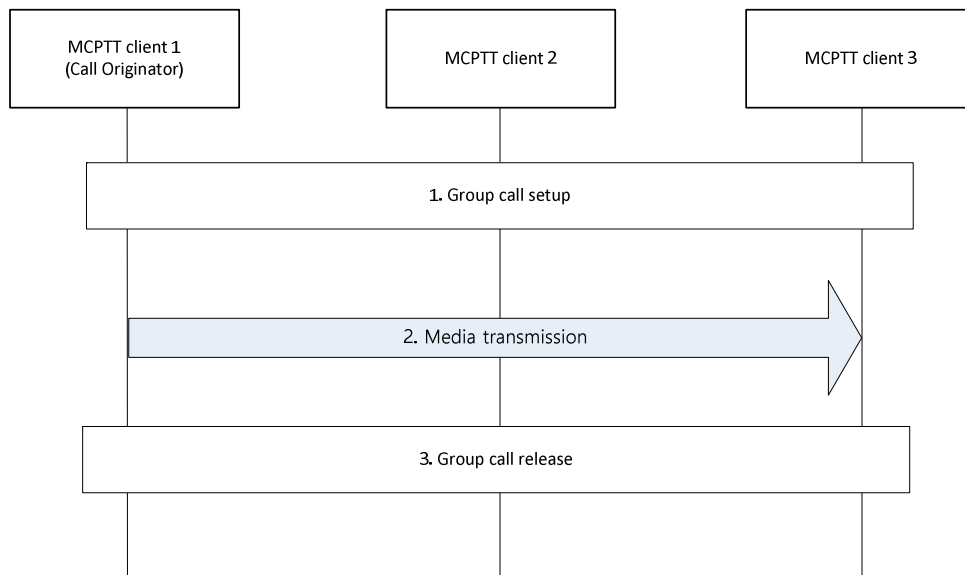 MCPTT client 1
(Call Originator)
MCPTT client 2
MCPTT client 3
1. Group call setup
2. Media transmission
3. Group call release